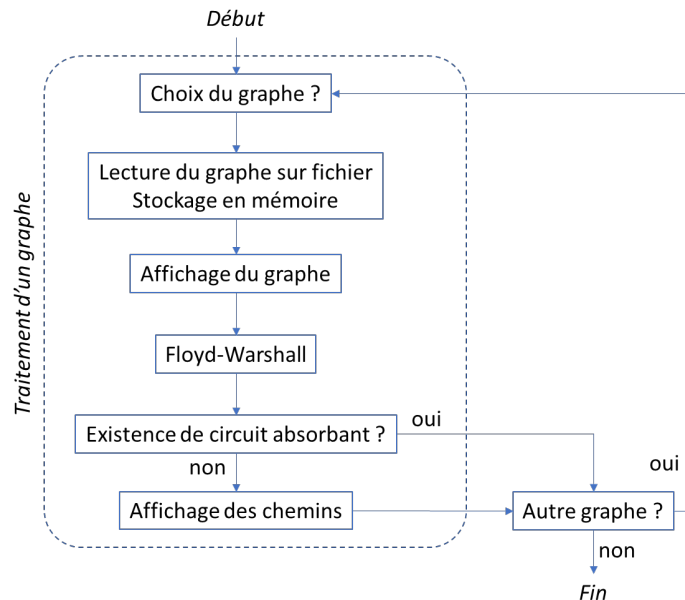 Début
Choix du graphe ?
Lecture du graphe sur fichier
Stockage en mémoire
Affichage du graphe
Floyd-Warshall
Existence de circuit absorbant ?
oui
non
Affichage des chemins
Autre graphe ?
oui
non
Fin
Traitement d'un graphe